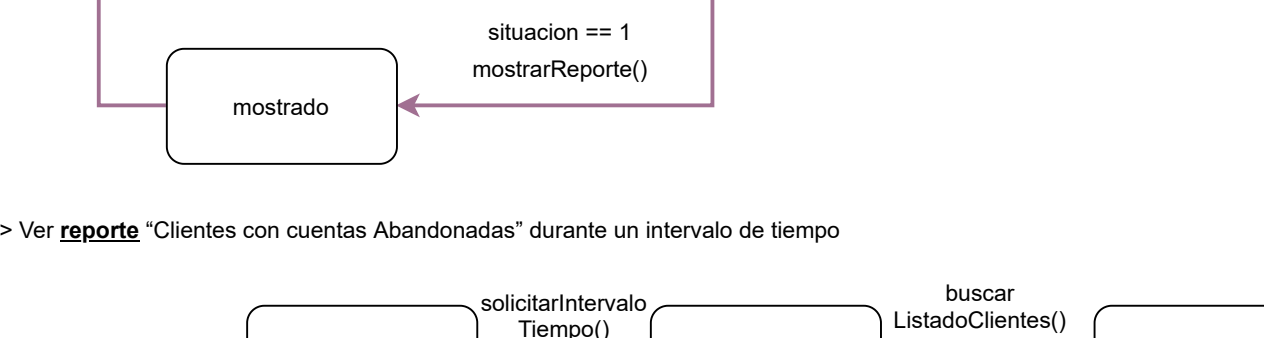 situacion == 1
mostrarReporte()
mostrado
> Ver reporte “Clientes con cuentas Abandonadas” durante un intervalo de tiempo
solicitarIntervalo
Tiempo()
buscar
ListadoClientes()